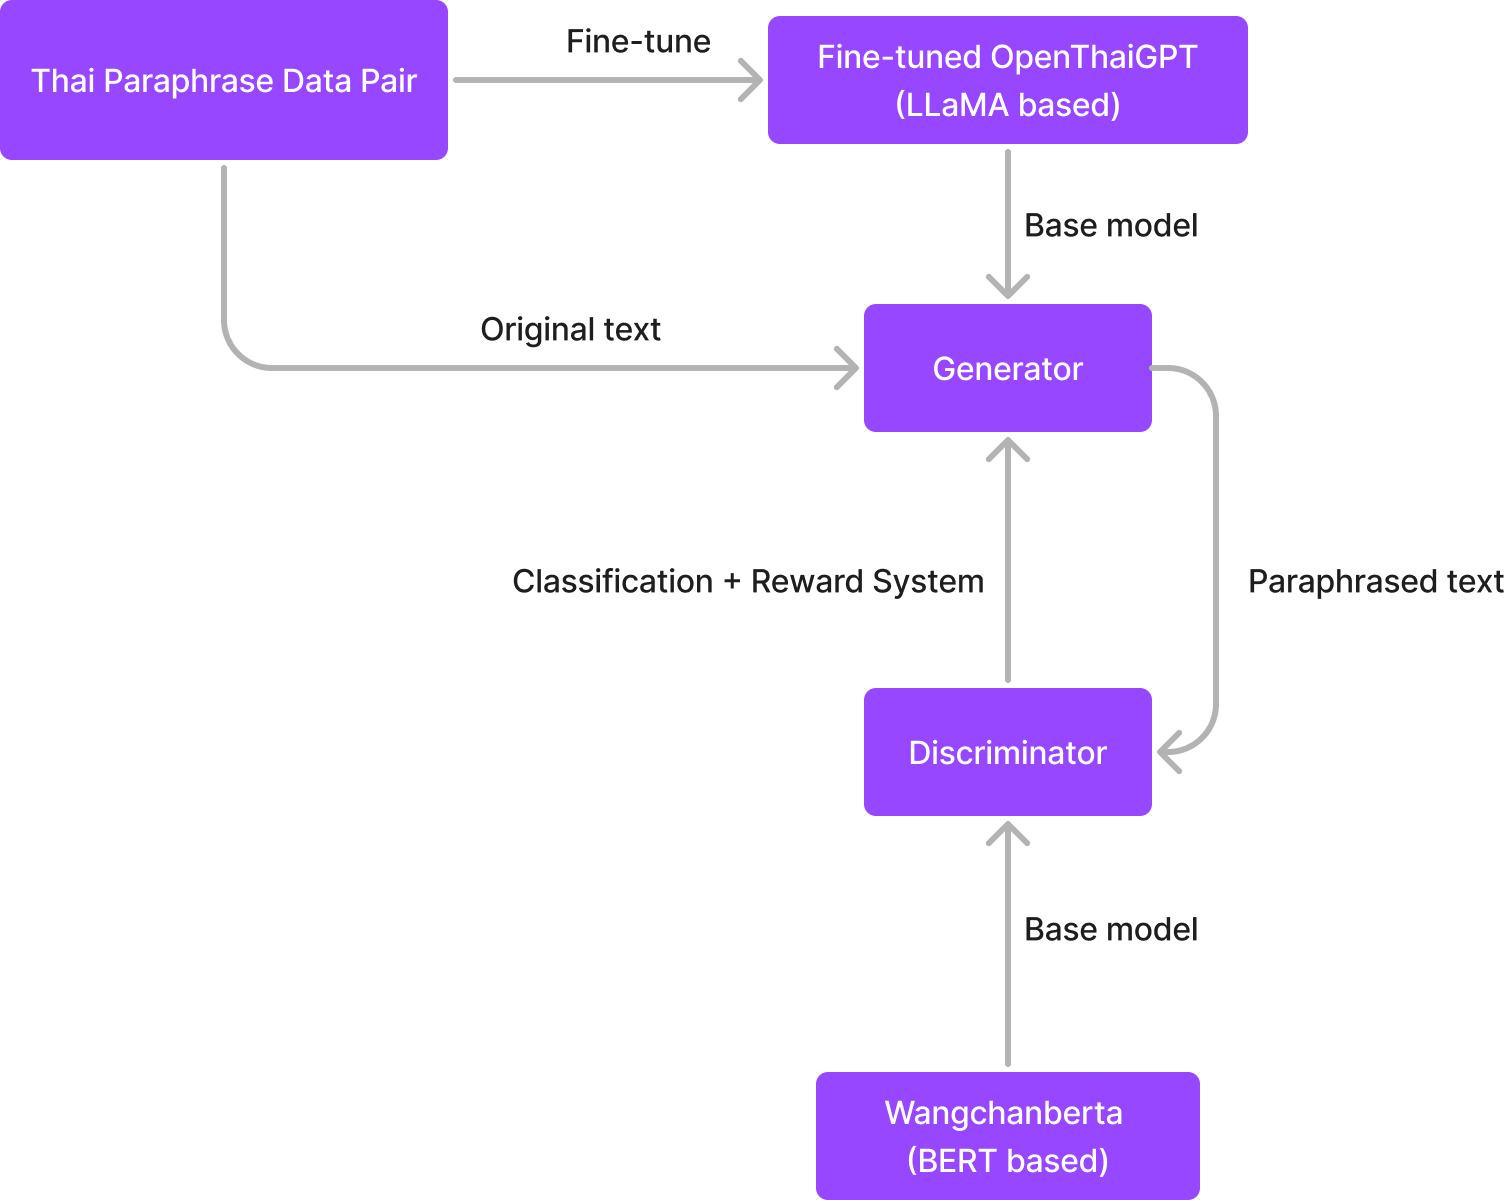 Thai Paraphrase Data Pair
Fine-tune
Fine-tuned OpenThaiGPT
(LLaMA based)
Base model
Original text
Generator
Classification + Reward System
Paraphrased text
Discriminator
Base model
Wangchanberta
(BERT based)